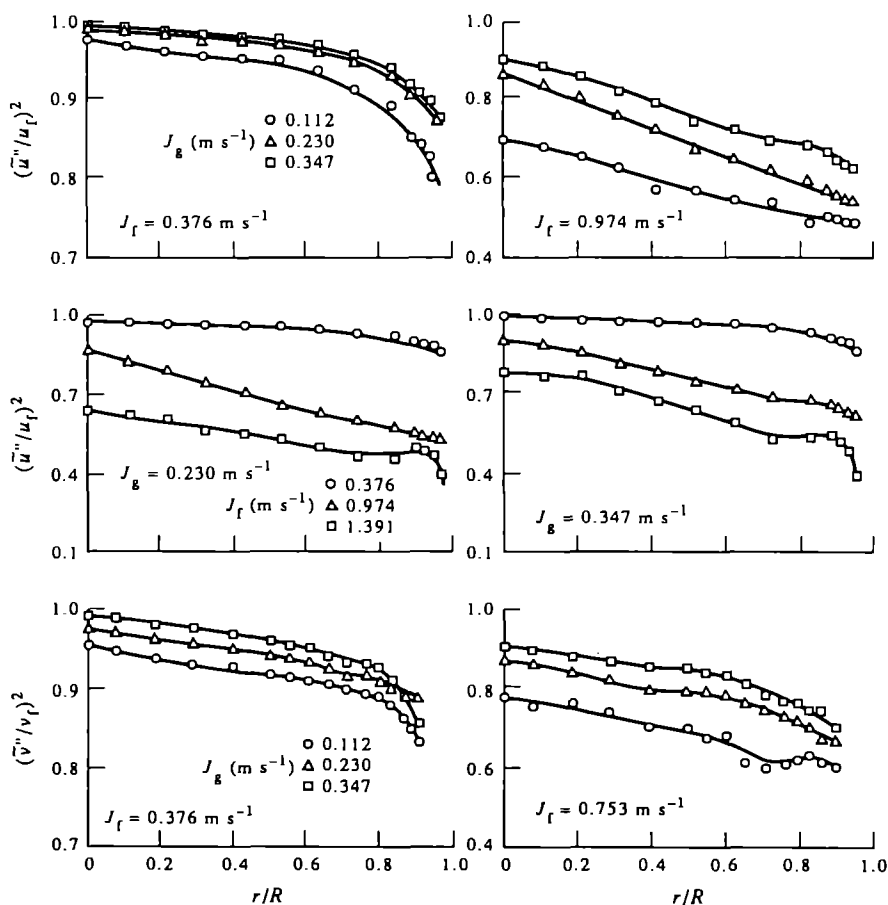 1.0
0.9
0.8
0.7
(ũ″/u_f)²
J_g (m s⁻¹)
○ 0.112
△ 0.230
□ 0.347
J_f = 0.376 m s⁻¹
1.0
0.8
0.6
0.4
J_f = 0.974 m s⁻¹
1.0
0.7
0.4
0.1
(ũ″/u_f)²
J_g = 0.230 m s⁻¹
J_f (m s⁻¹)
○ 0.376
△ 0.974
□ 1.391
1.0
0.7
0.4
0.1
J_g = 0.347 m s⁻¹
1.0
0.9
0.8
0.7
(ṽ″/v_f)²
J_g (m s⁻¹)
○ 0.112
△ 0.230
□ 0.347
J_f = 0.376 m s⁻¹
0 0.2 0.4 0.6 0.8 1.0
r/R
1.0
0.8
0.6
0.4
J_f = 0.753 m s⁻¹
0 0.2 0.4 0.6 0.8 1.0
r/R